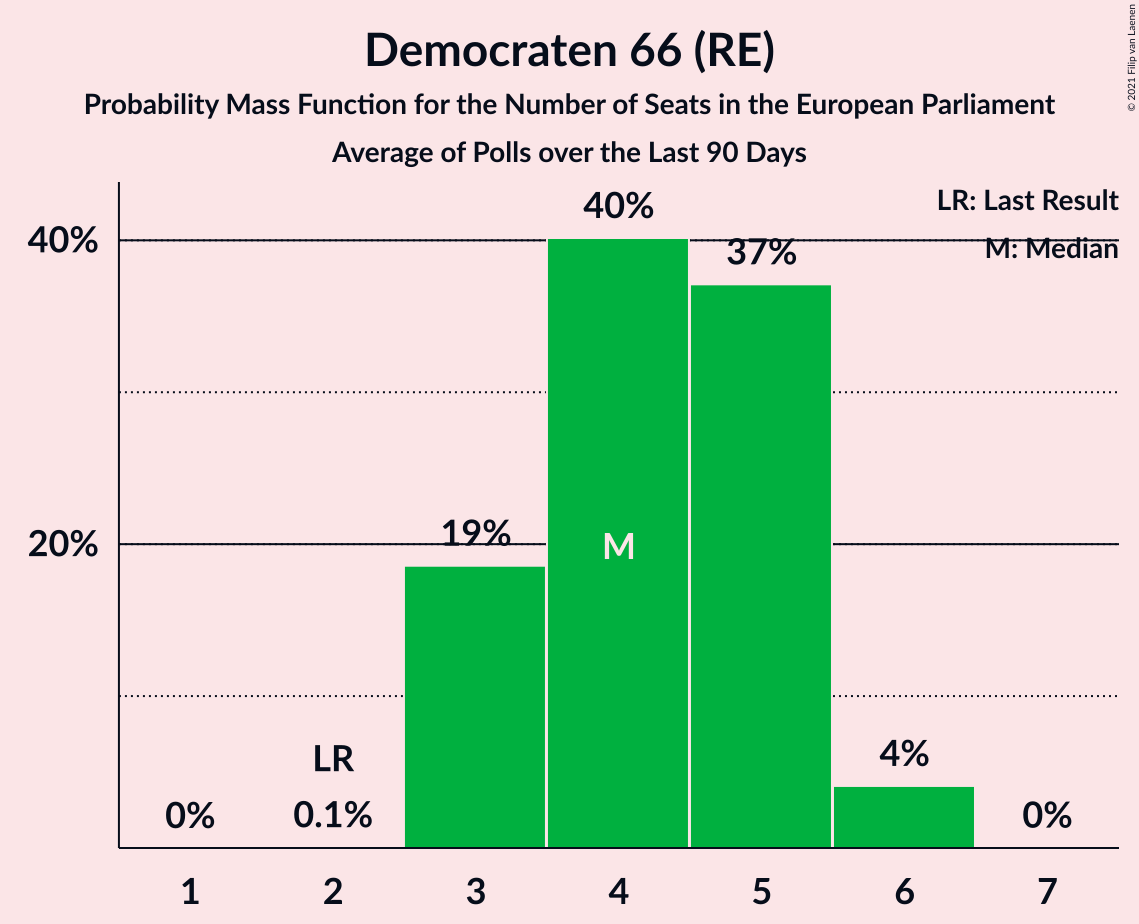 Democraten 66 (RE)
Probability Mass Function for the Number of Seats in the European Parliament
Average of Polls over the Last 90 Days
© 2021 Filip van Laenen
LR: Last Result
M: Median
40%
20%
0%
LR
0.1%
19%
40%
M
37%
4%
0%
1 2 3 4 5 6 7